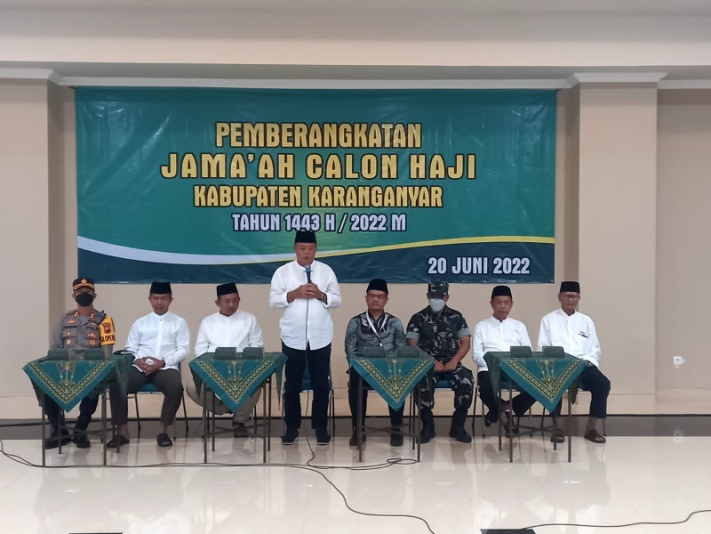 PEMBERANGKATAN
JAMA'AH CALON HAJI
KABUPATEN KARANGANYAR
TAHUN 1443 H / 2022 M
20 JUNI 2022